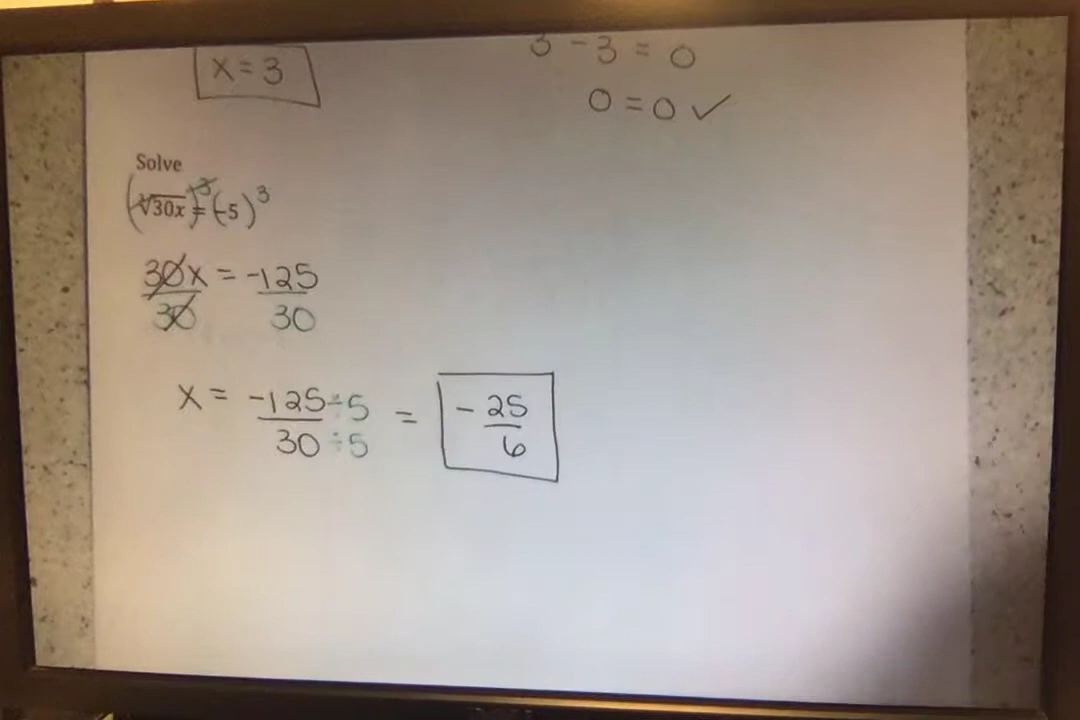 x = 3
3 - 3 = 0
0 = 0 ✓
Solve
(∛30x)³ = (-5)³
30x = -125
30 30
x = -125 ÷ 5 / 30 ÷ 5 = - 25 / 6